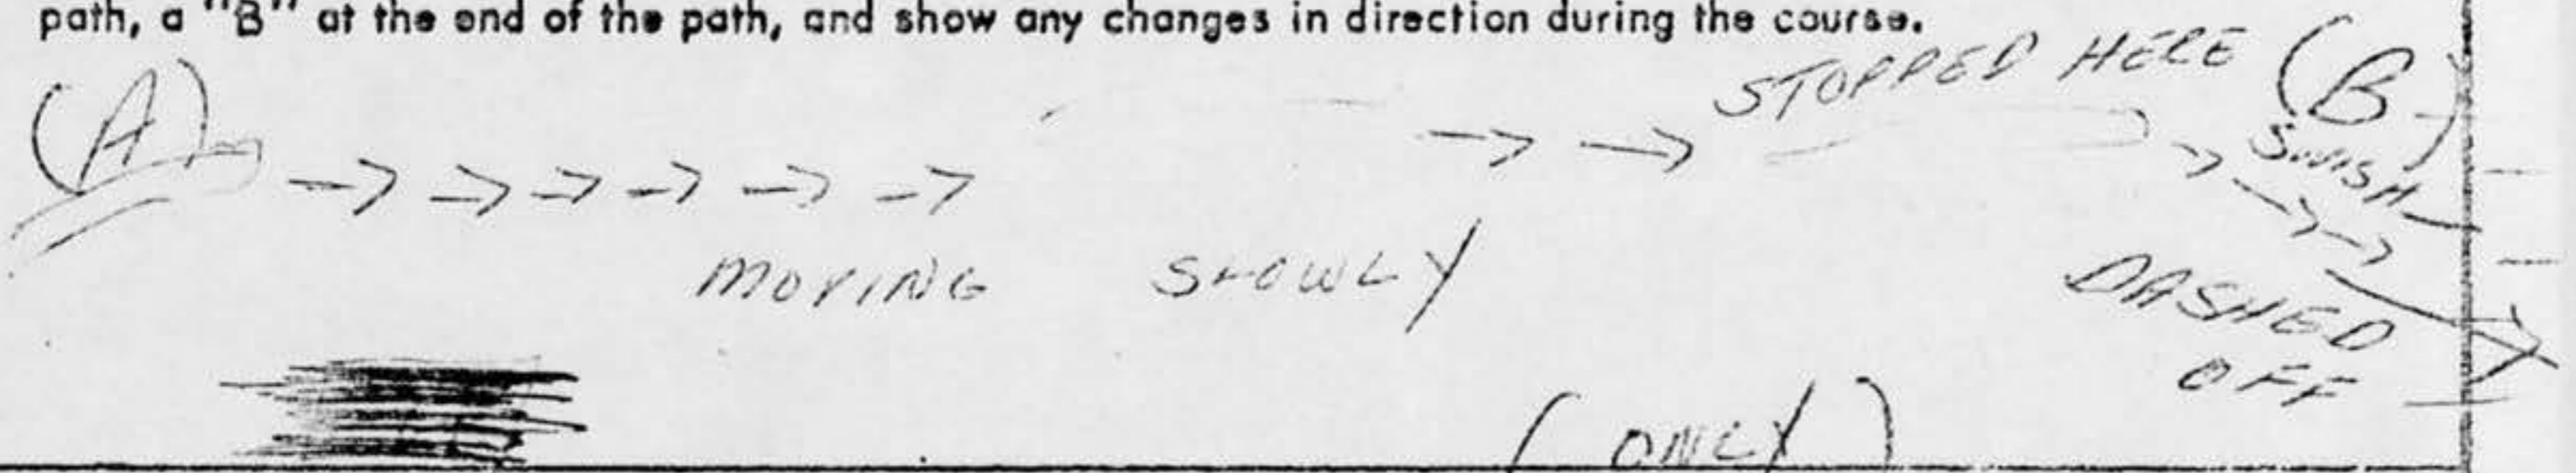 path, a "B" at the end of the path, and show any changes in direction during the course.
STOPPED HERE (B)
(A)
SWISH
MOVING SLOWLY
DASHED
OFF
(ONLY)